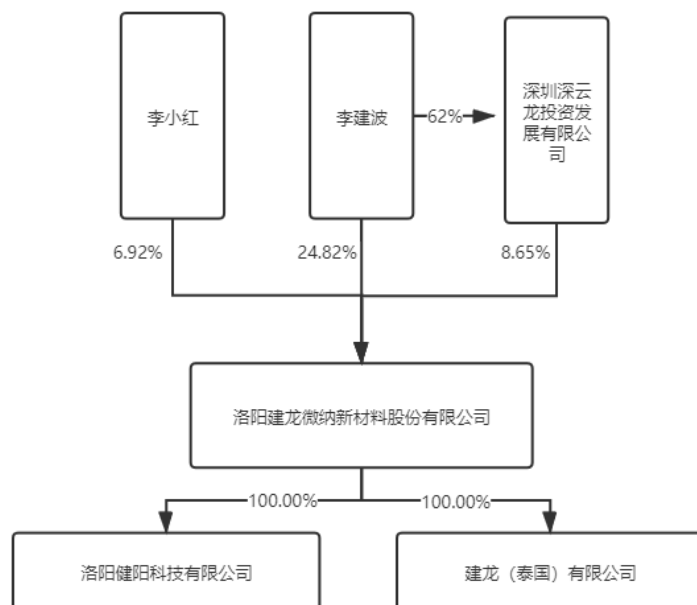 李小红
李建波
62%
深圳深云
龙投资发
展有限公
司
6.92%
24.82%
8.65%
洛阳建龙微纳新材料股份有限公司
100.00%
100.00%
洛阳健阳科技有限公司
建龙（泰国）有限公司